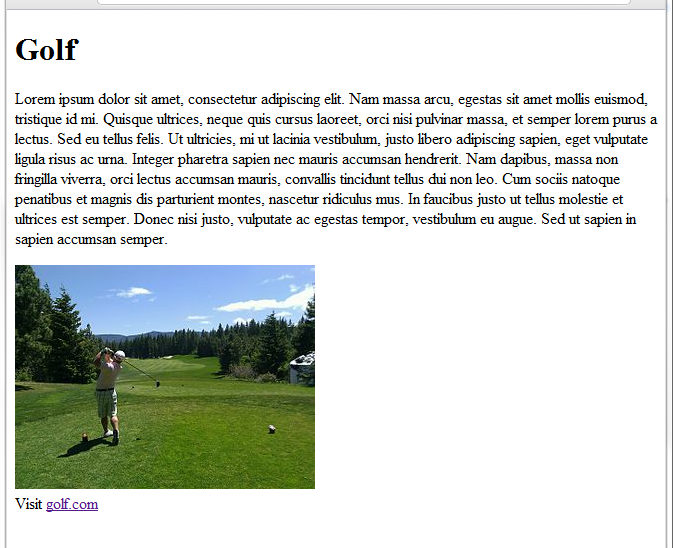 Golf
Lorem ipsum dolor sit amet, consectetur adipiscing elit. Nam massa arcu, egestas sit amet mollis euismod,
tristique id mi. Quisque ultrices, neque quis cursus laoreet, orci nisi pulvinar massa, et semper lorem purus a
lectus. Sed eu tellus felis. Ut ultricies, mi ut lacinia vestibulum, justo libero adipiscing sapien, eget vulputate
ligula risus ac urna. Integer pharetra sapien nec mauris accumsan hendrerit. Nam dapibus, massa non
fringilla viverra, orci lectus accumsan mauris, convallis tincidunt tellus dui non leo. Cum sociis natoque
penatibus et magnis dis parturient montes, nascetur ridiculus mus. In faucibus justo ut tellus molestie et
ultrices est semper. Donec nisi justo, vulputate ac egestas tempor, vestibulum eu augue. Sed ut sapien in
sapien accumsan semper.
Visit golf.com